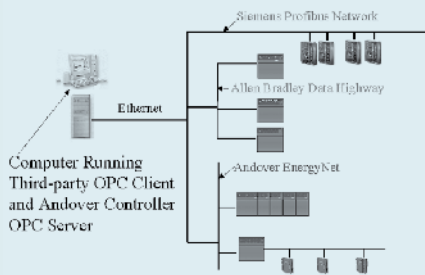 Siemens Profibus Network
Allen Bradley Data Highway
Ethernet
Andover EnergyNet
Computer Running
Third-party OPC Client
and Andover Controller
OPC Server